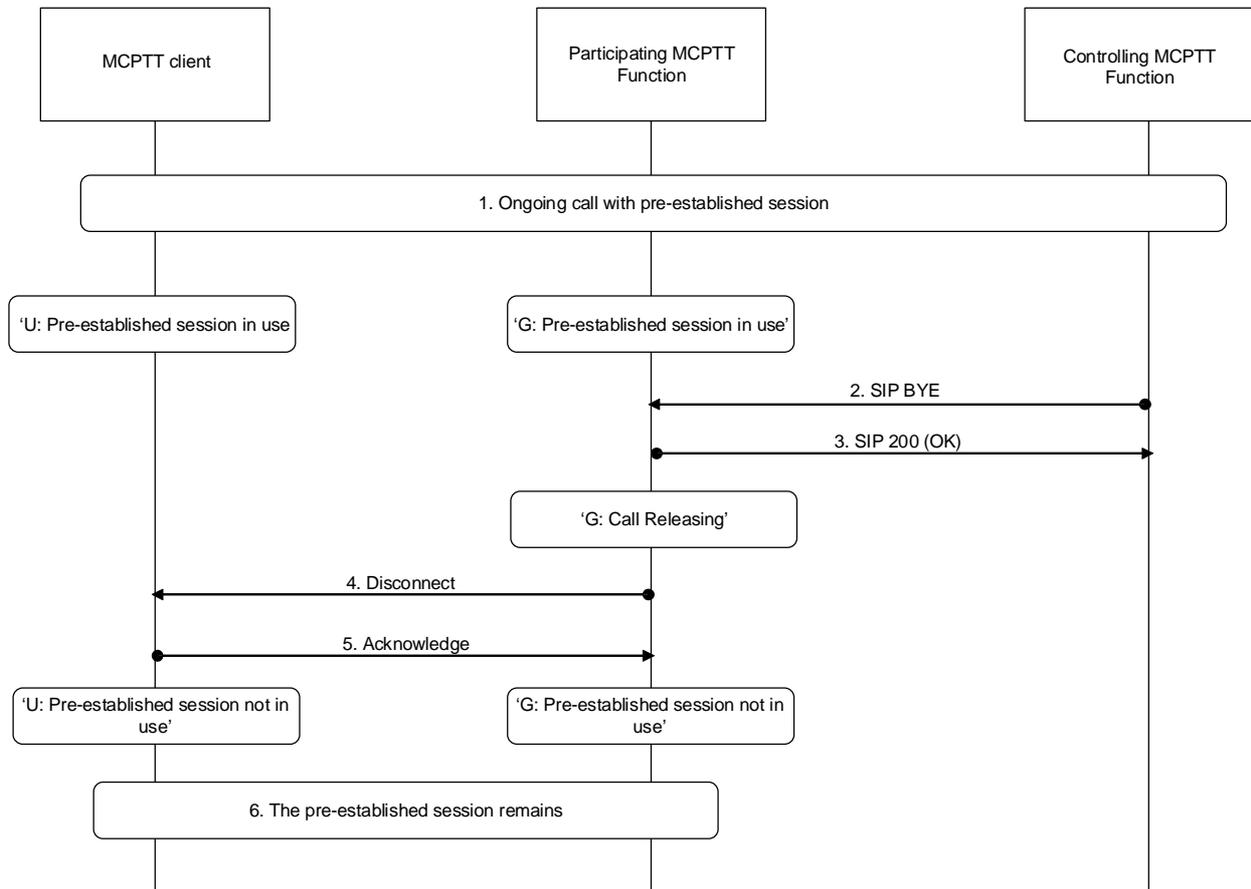 MCPTT client
Participating MCPTT
Function
Controlling MCPTT
Function
1. Ongoing call with pre-established session
‘U: Pre-established session in use
‘G: Pre-established session in use’
2. SIP BYE
3. SIP 200 (OK)
‘G: Call Releasing’
4. Disconnect
5. Acknowledge
‘U: Pre-established session not in
use’
‘G: Pre-established session not in
use’
6. The pre-established session remains